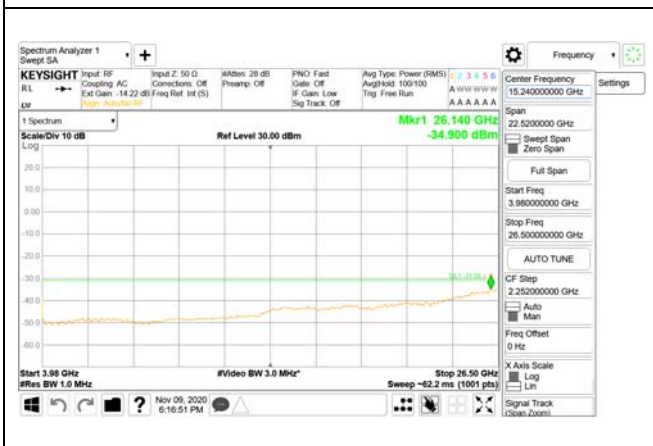 Spectrum Analyzer 1
Swept SA
Frequency
KEYSIGHT
Input: RF
Input Z: 50 Ω
#Atten: 28 dB
PNO: Fast
Avg Type: Power (RMS)
1 2 3 4 5 6
RL
Coupling: AC
Corrections: Off
Preamp: Off
Gate: Off
Avg|Hold: 100/100
A W W W W W
Ext Gain: -14.22 dB
Freq Ref: Int (S)
IF Gain: Low
Trig: Free Run
Align: Auto/No RF
Sig Track: Off
A A A A A A
1 Spectrum
Mkr1 26.140 GHz
Scale/Div 10 dB
Ref Level 30.00 dBm
-34.900 dBm
Log
20.0
10.0
0.00
-10.0
-20.0
-30.0
-40.0
-50.0
-60.0
Start 3.98 GHz
#Video BW 3.0 MHz*
Stop 26.50 GHz
#Res BW 1.0 MHz
Sweep ~62.2 ms (1001 pts)
Nov 09, 2020
6:16:51 PM
Center Frequency
15.240000000 GHz
Settings
Span
22.5200000 GHz
Swept Span
Zero Span
Full Span
Start Freq
3.980000000 GHz
Stop Freq
26.500000000 GHz
AUTO TUNE
CF Step
2.252000000 GHz
Auto
Man
Freq Offset
0 Hz
X Axis Scale
Log
Lin
Signal Track
(Span Zoom)